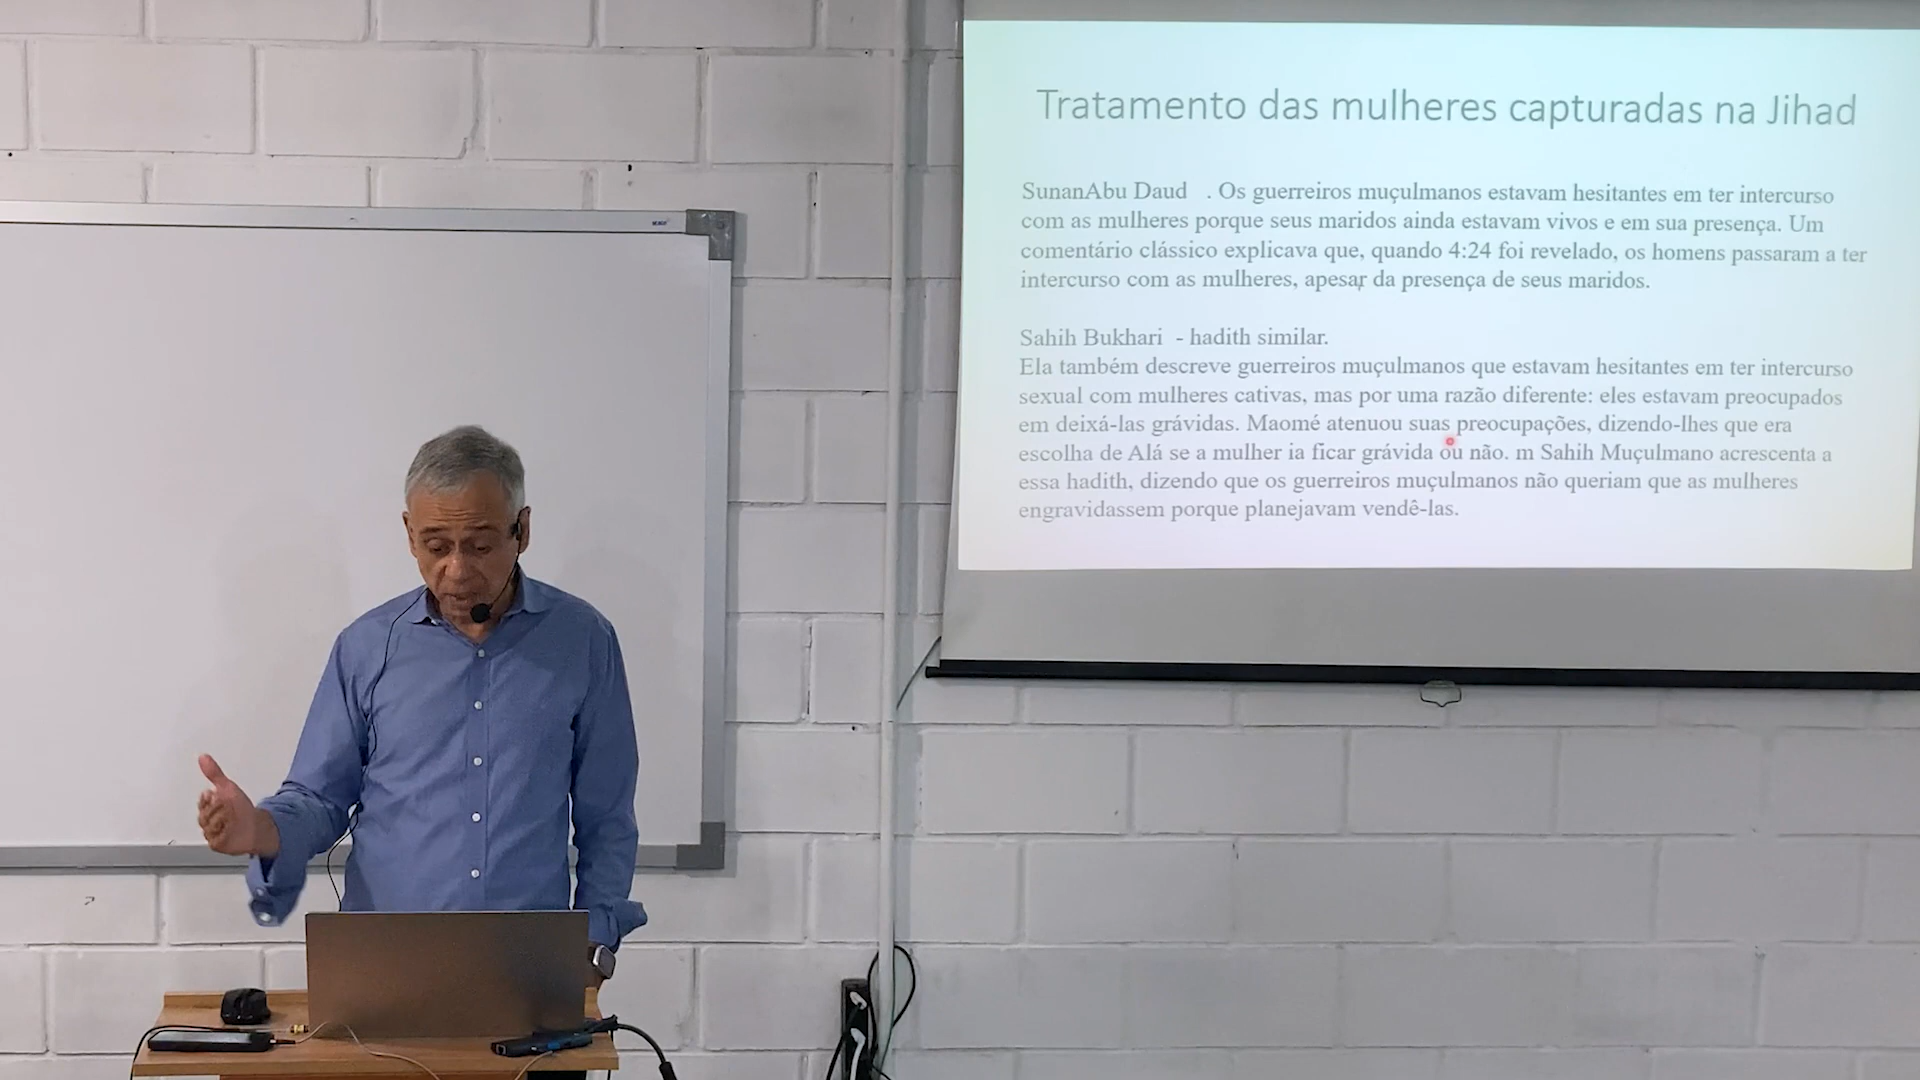 Tratamento das mulheres capturadas na Jihad
SunanAbu Daud . Os guerreiros muçulmanos estavam hesitantes em ter intercurso
com as mulheres porque seus maridos ainda estavam vivos e em sua presença. Um
comentário clássico explicava que, quando 4:24 foi revelado, os homens passaram a ter
intercurso com as mulheres, apesar da presença de seus maridos.
Sahih Bukhari - hadith similar.
Ela também descreve guerreiros muçulmanos que estavam hesitantes em ter intercurso
sexual com mulheres cativas, mas por uma razão diferente: eles estavam preocupados
em deixá-las grávidas. Maomé atenuou suas preocupações, dizendo-lhes que era
escolha de Alá se a mulher ia ficar grávida ou não. m Sahih Muçulmano acrescenta a
essa hadith, dizendo que os guerreiros muçulmanos não queriam que as mulheres
engravidassem porque planejavam vendê-las.